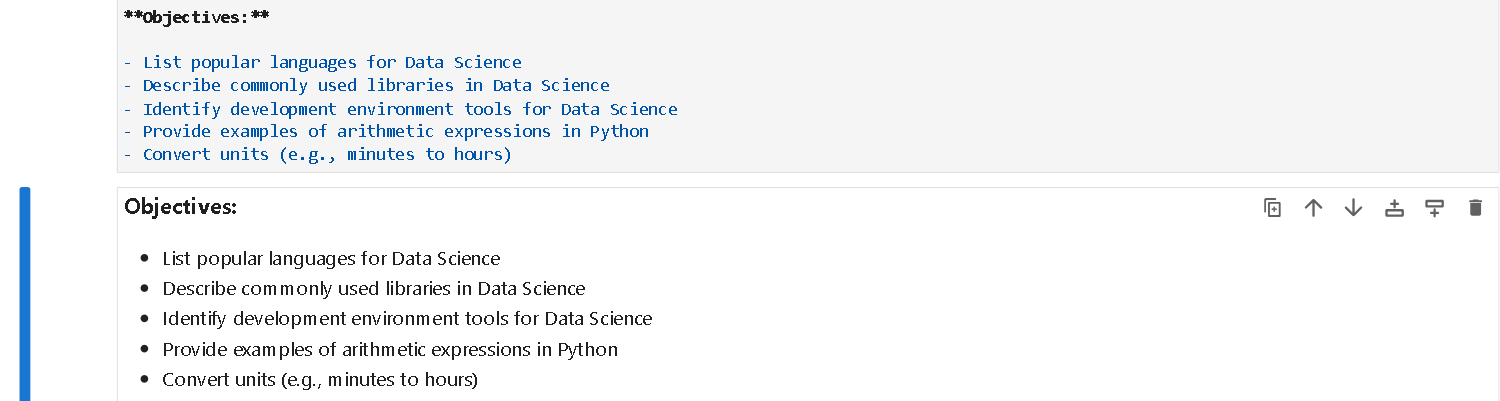 **Objectives:**
- List popular languages for Data Science
- Describe commonly used libraries in Data Science
- Identify development environment tools for Data Science
- Provide examples of arithmetic expressions in Python
- Convert units (e.g., minutes to hours)
Objectives:
• List popular languages for Data Science
• Describe commonly used libraries in Data Science
• Identify development environment tools for Data Science
• Provide examples of arithmetic expressions in Python
• Convert units (e.g., minutes to hours)